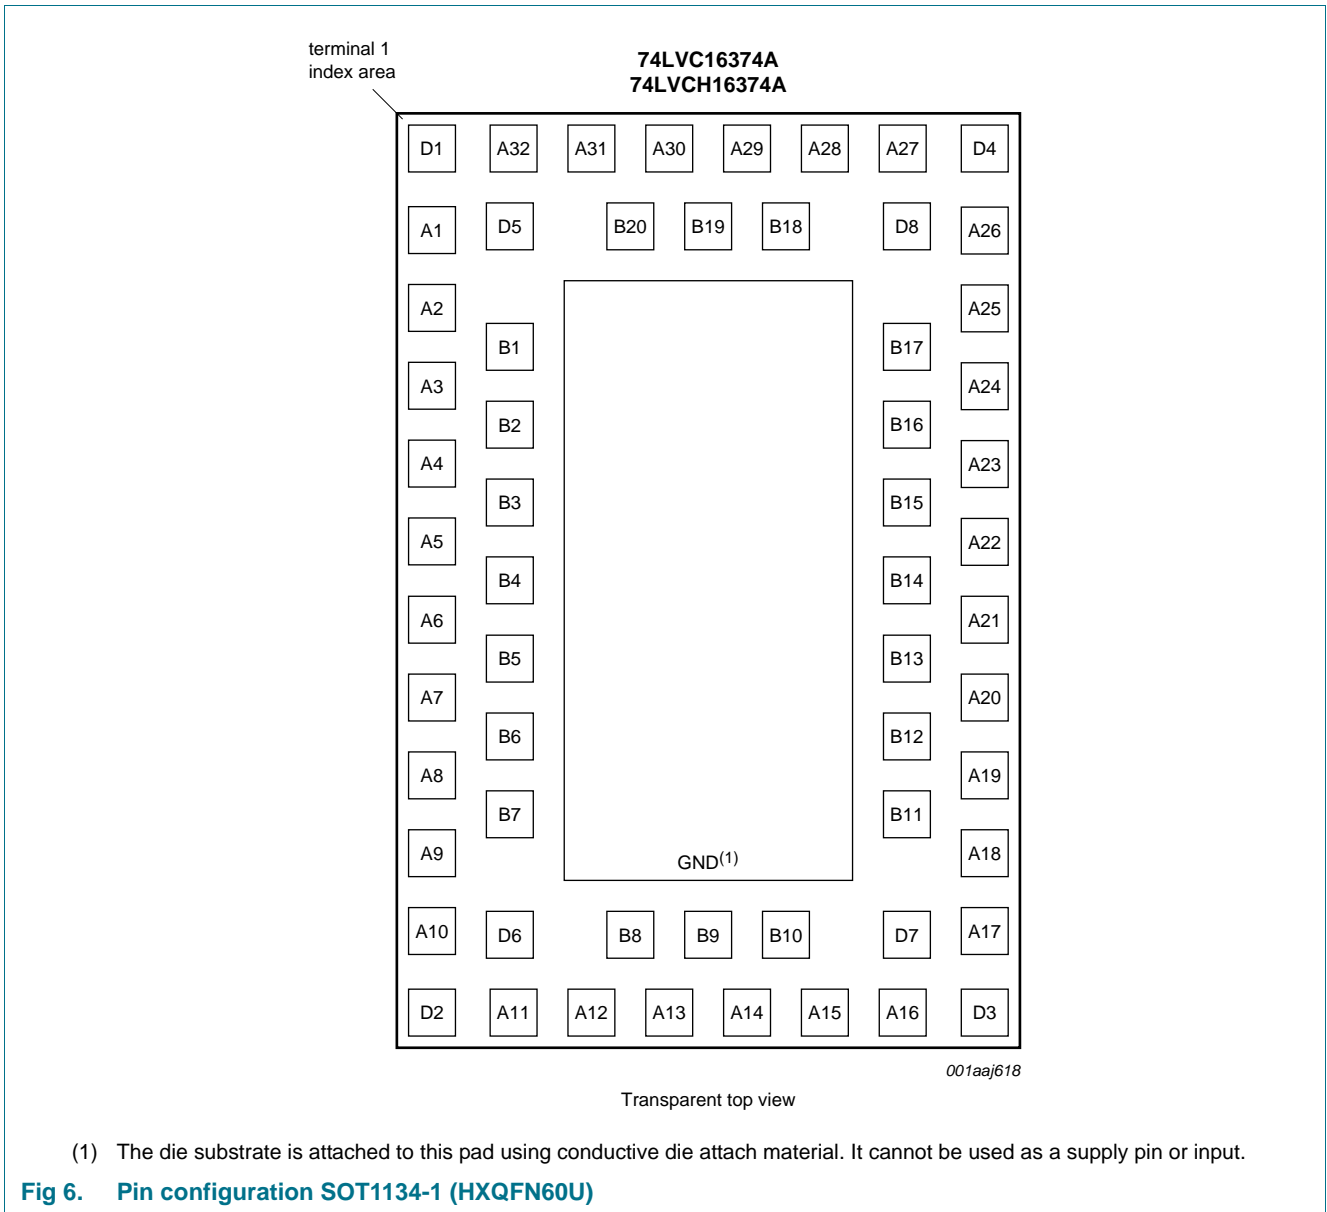 terminal 1
index area
74LVC16374A
74LVCH16374A
D1 A32 A31 A30 A29 A28 A27 D4
A1 D5 B20 B19 B18 D8 A26
A2 A25
B1 B17
A3 A24
B2 B16
A4 A23
B3 B15
A5 A22
B4 B14
A6 A21
B5 B13
A7 A20
B6 B12
A8 A19
B7 B11
A9 A18
GND(1)
A10 D6 B8 B9 B10 D7 A17
D2 A11 A12 A13 A14 A15 A16 D3
001aaj618
Transparent top view
(1) The die substrate is attached to this pad using conductive die attach material. It cannot be used as a supply pin or input.
Fig 6. Pin configuration SOT1134-1 (HXQFN60U)